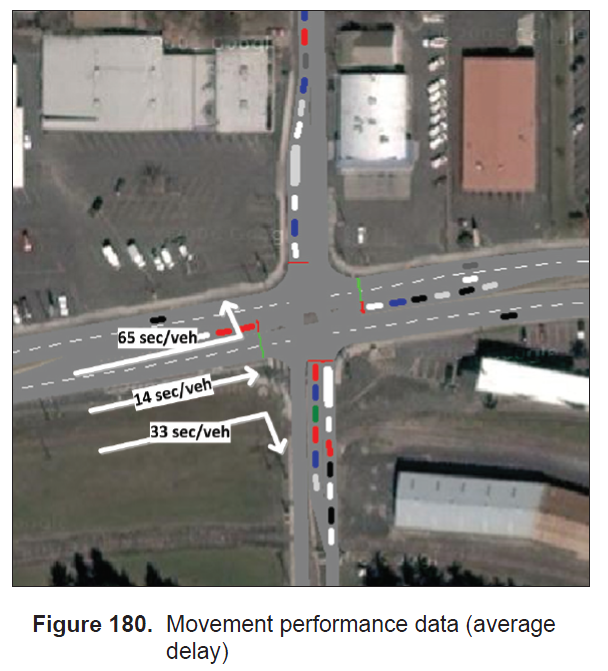 65 sec/veh
14 sec/veh
33 sec/veh
Figure 180. Movement performance data (average
delay)